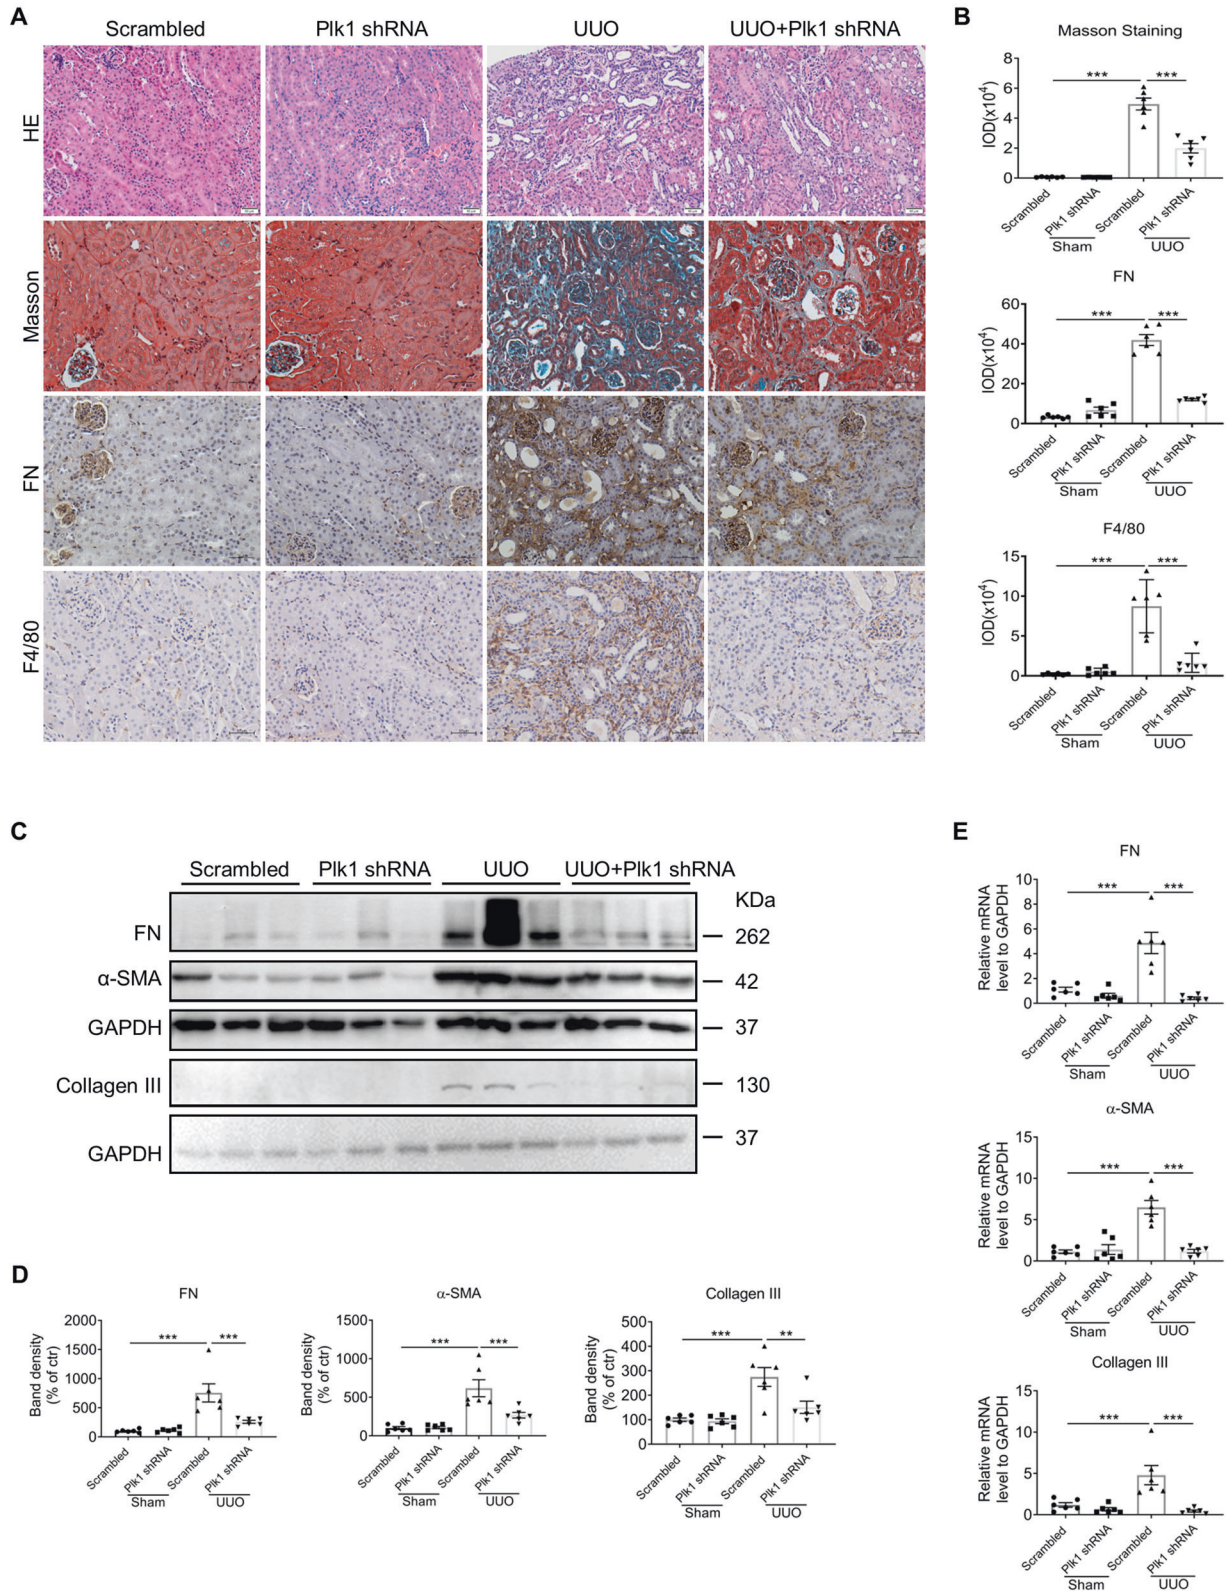 A
Scrambled Plk1 shRNA UUO UUO+Plk1 shRNA
HE
Masson
FN
F4/80
B
Masson Staining
IOD(x10⁴)
8
6
4
2
0
Scrambled
Plk1 shRNA
Scrambled
Plk1 shRNA
Sham
UUO
*** ***
FN
IOD(x10⁴)
60
40
20
0
Scrambled
Plk1 shRNA
Scrambled
Plk1 shRNA
Sham
UUO
*** ***
F4/80
IOD(x10⁴)
15
10
5
0
Scrambled
Plk1 shRNA
Scrambled
Plk1 shRNA
Sham
UUO
*** ***
C
Scrambled Plk1 shRNA UUO UUO+Plk1 shRNA
KDa
FN 262
α-SMA 42
GAPDH 37
Collagen III 130
GAPDH 37
D
FN
Band density
(% of ctr)
2000
1500
1000
500
0
Scrambled
Plk1 shRNA
Scrambled
Plk1 shRNA
Sham
UUO
*** ***
α-SMA
Band density
(% of ctr)
1500
1000
500
0
Scrambled
Plk1 shRNA
Scrambled
Plk1 shRNA
Sham
UUO
*** ***
Collagen III
Band density
(% of ctr)
500
400
300
200
100
0
Scrambled
Plk1 shRNA
Scrambled
Plk1 shRNA
Sham
UUO
*** **
E
FN
Relative mRNA
level to GAPDH
10
8
6
4
2
0
Scrambled
Plk1 shRNA
Scrambled
Plk1 shRNA
Sham
UUO
*** ***
α-SMA
Relative mRNA
level to GAPDH
15
10
5
0
Scrambled
Plk1 shRNA
Scrambled
Plk1 shRNA
Sham
UUO
*** ***
Collagen III
Relative mRNA
level to GAPDH
15
10
5
0
Scrambled
Plk1 shRNA
Scrambled
Plk1 shRNA
Sham
UUO
*** ***